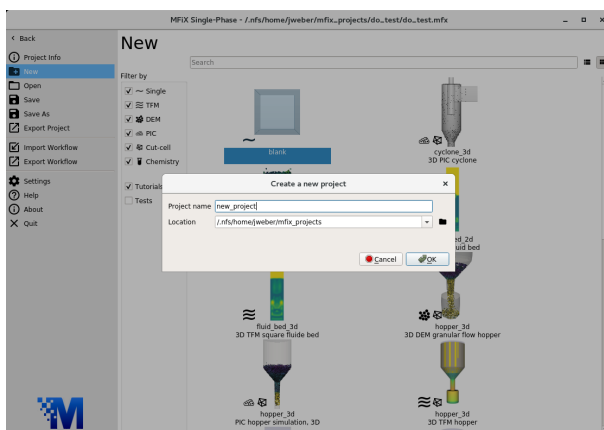 MFiX Single-Phase - /.nfs/home/jweber/mfix_projects/do_test/do_test.mfx
Back
New
Project Info
New
Open
Save
Save As
Export Project
Import Workflow
Export Workflow
Settings
Help
About
Quit
Search
Filter by
Single
TFM
DEM
PIC
Cut-cell
Chemistry
Tutorials
Tests
blank
cyclone_3d
3D PIC cyclone
Create a new project
Project name new_project
Location /.nfs/home/jweber/mfix_projects
Cancel OK
ed_2d
uid bed
fluid_bed_3d
3D TFM square fluide bed
hopper_3d
3D DEM granular flow hopper
hopper_3d
PIC hopper simulation, 3D
hopper_3d
3D TFM hopper
M